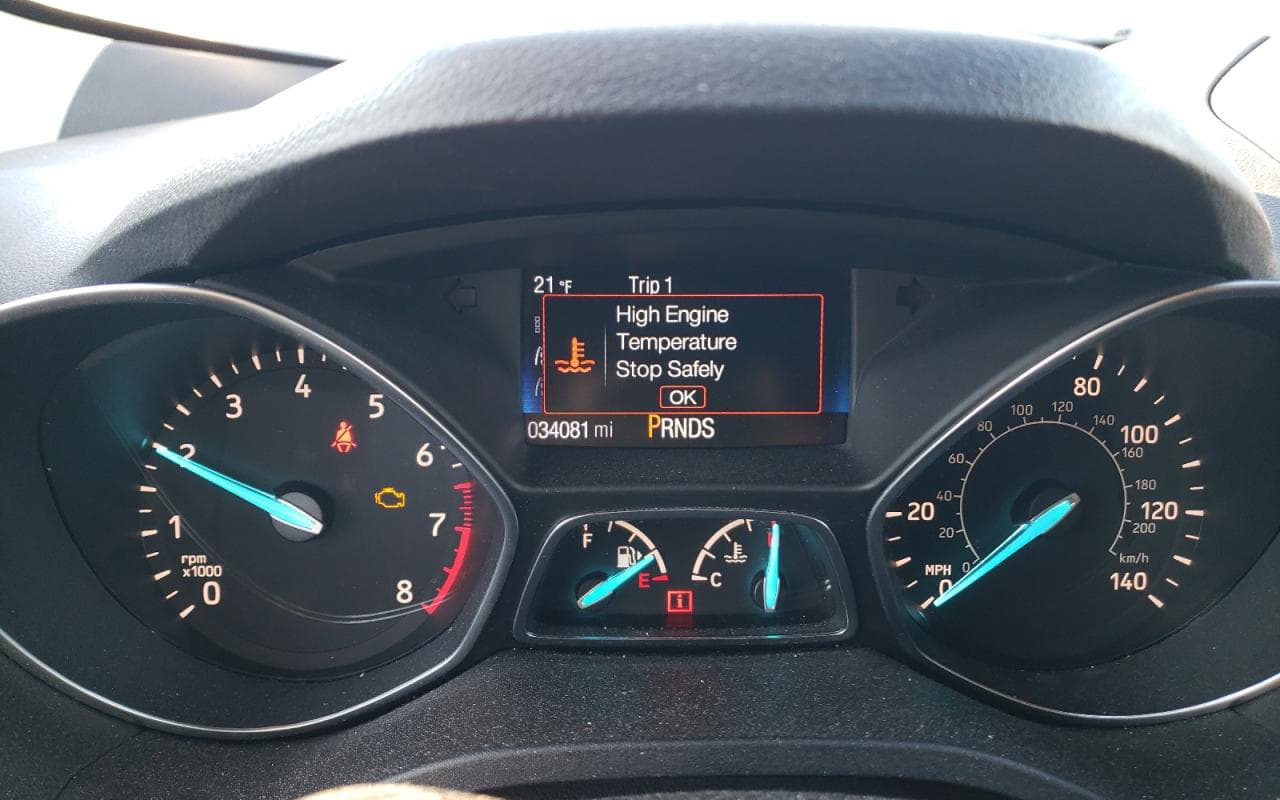 21 °F Trip 1
High Engine
Temperature
Stop Safely
OK
034081 mi PRNDS
0
1
2
3
4
5
6
7
8
rpm
x1000
F
E
C
i
MPH
0
20
80
100
120
140
0
20
40
60
80
100
120
140
160
180
200
km/h